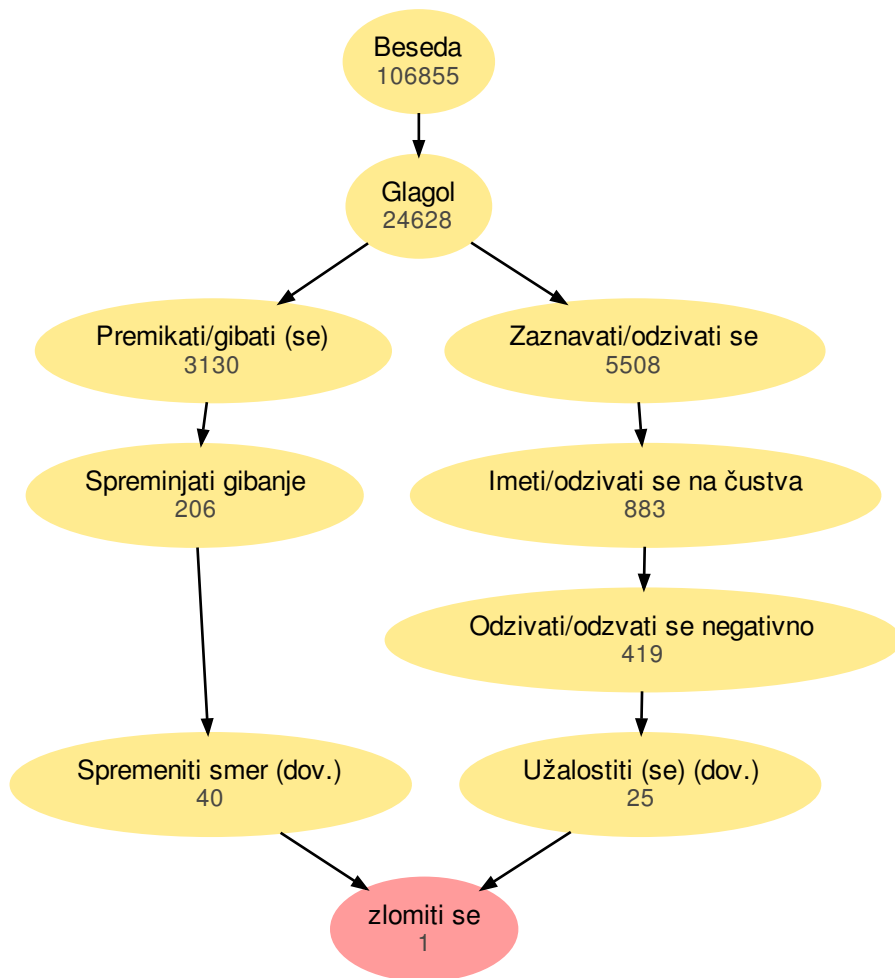 Beseda
106855
Glagol
24628
Premikati/gibati (se)
3130
Zaznavati/odzivati se
5508
Spreminjati gibanje
206
Imeti/odzivati se na čustva
883
Odzivati/odzvati se negativno
419
Spremeniti smer (dov.)
40
Užalostiti (se) (dov.)
25
zlomiti se
1